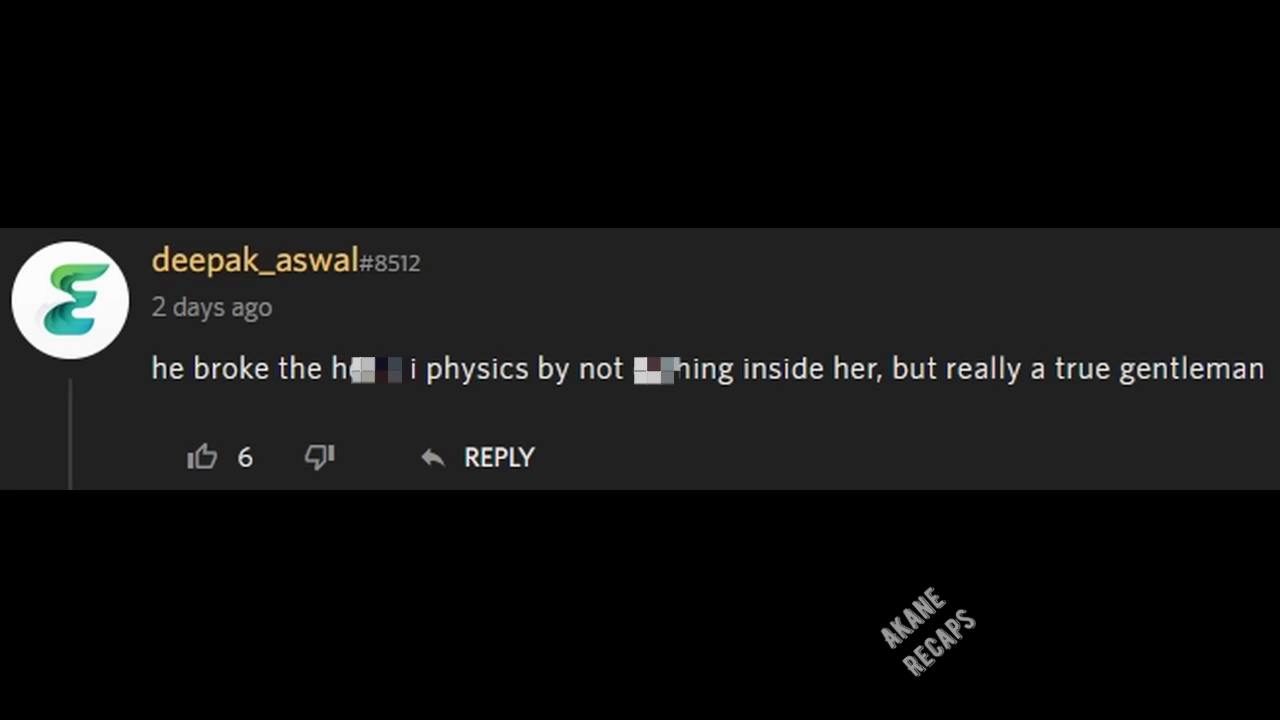 deepak_aswal#8512
2 days ago
he broke the i physics by not inside her, but really a true gentleman
6 REPLY
AKANE
RECAPS